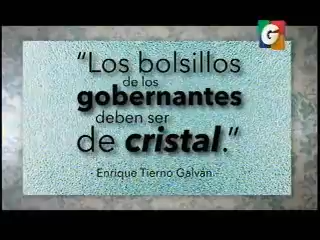 G
“Los bolsillos
de los
gobernantes
deben ser
de cristal.”
Enrique Tierno Galván